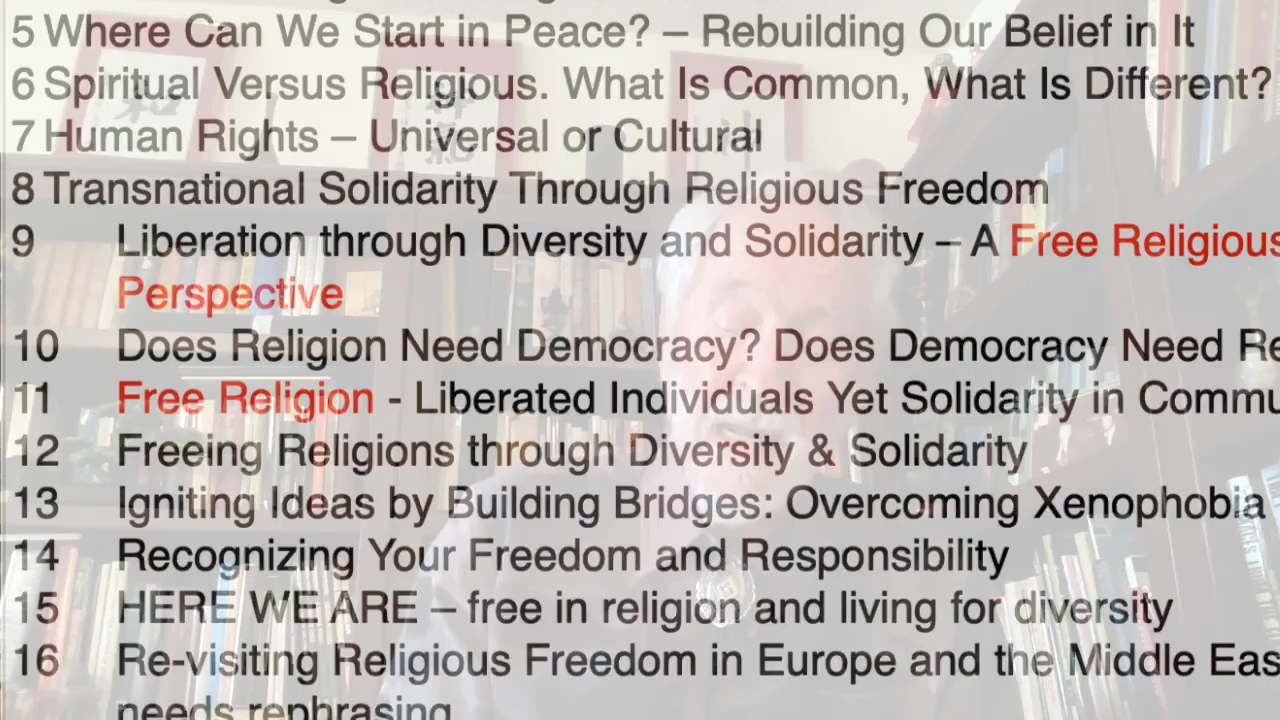 5 Where Can We Start in Peace? – Rebuilding Our Belief in It
6 Spiritual Versus Religious. What Is Common, What Is Different?
7 Human Rights – Universal or Cultural
8 Transnational Solidarity Through Religious Freedom
9 Liberation through Diversity and Solidarity – A Free Religious
Perspective
10 Does Religion Need Democracy? Does Democracy Need Re
11 Free Religion - Liberated Individuals Yet Solidarity in Commu
12 Freeing Religions through Diversity & Solidarity
13 Igniting Ideas by Building Bridges: Overcoming Xenophobia
14 Recognizing Your Freedom and Responsibility
15 HERE WE ARE – free in religion and living for diversity
16 Re-visiting Religious Freedom in Europe and the Middle Eas
needs rephrasing